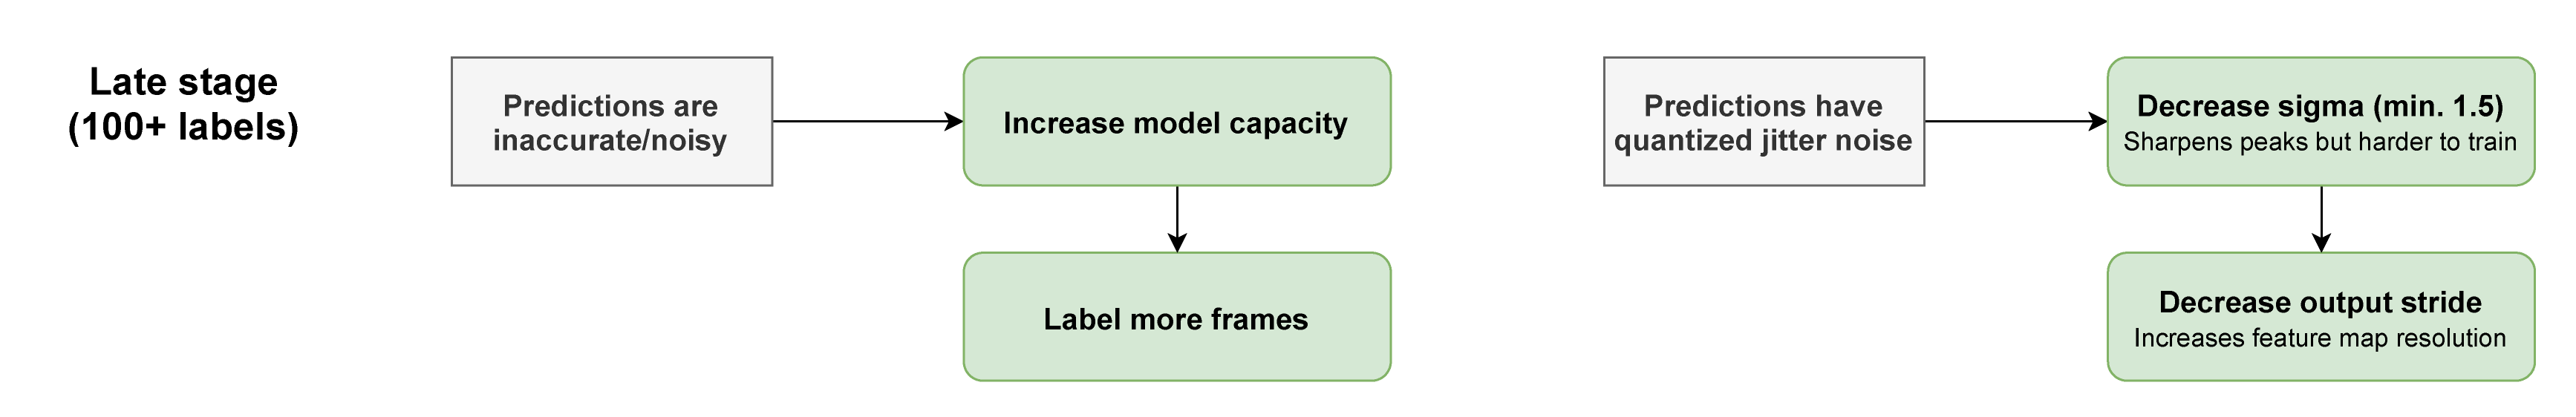 Late stage
(100+ labels)
Predictions are
inaccurate/noisy
Increase model capacity
Label more frames
Predictions have
quantized jitter noise
Decrease sigma (min. 1.5)
Sharpens peaks but harder to train
Decrease output stride
Increases feature map resolution